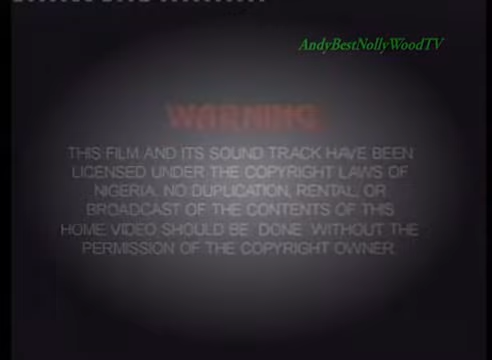 AndyBestNollyWoodTV
WARNING
THIS FILM AND ITS SOUND TRACK HAVE BEEN
LICENSED UNDER THE COPYRIGHT LAWS OF
NIGERIA. NO DUPLICATION, RENTAL, OR
BROADCAST OF THE CONTENTS OF THIS
HOME VIDEO SHOULD BE DONE WITHOUT THE
PERMISSION OF THE COPYRIGHT OWNER.